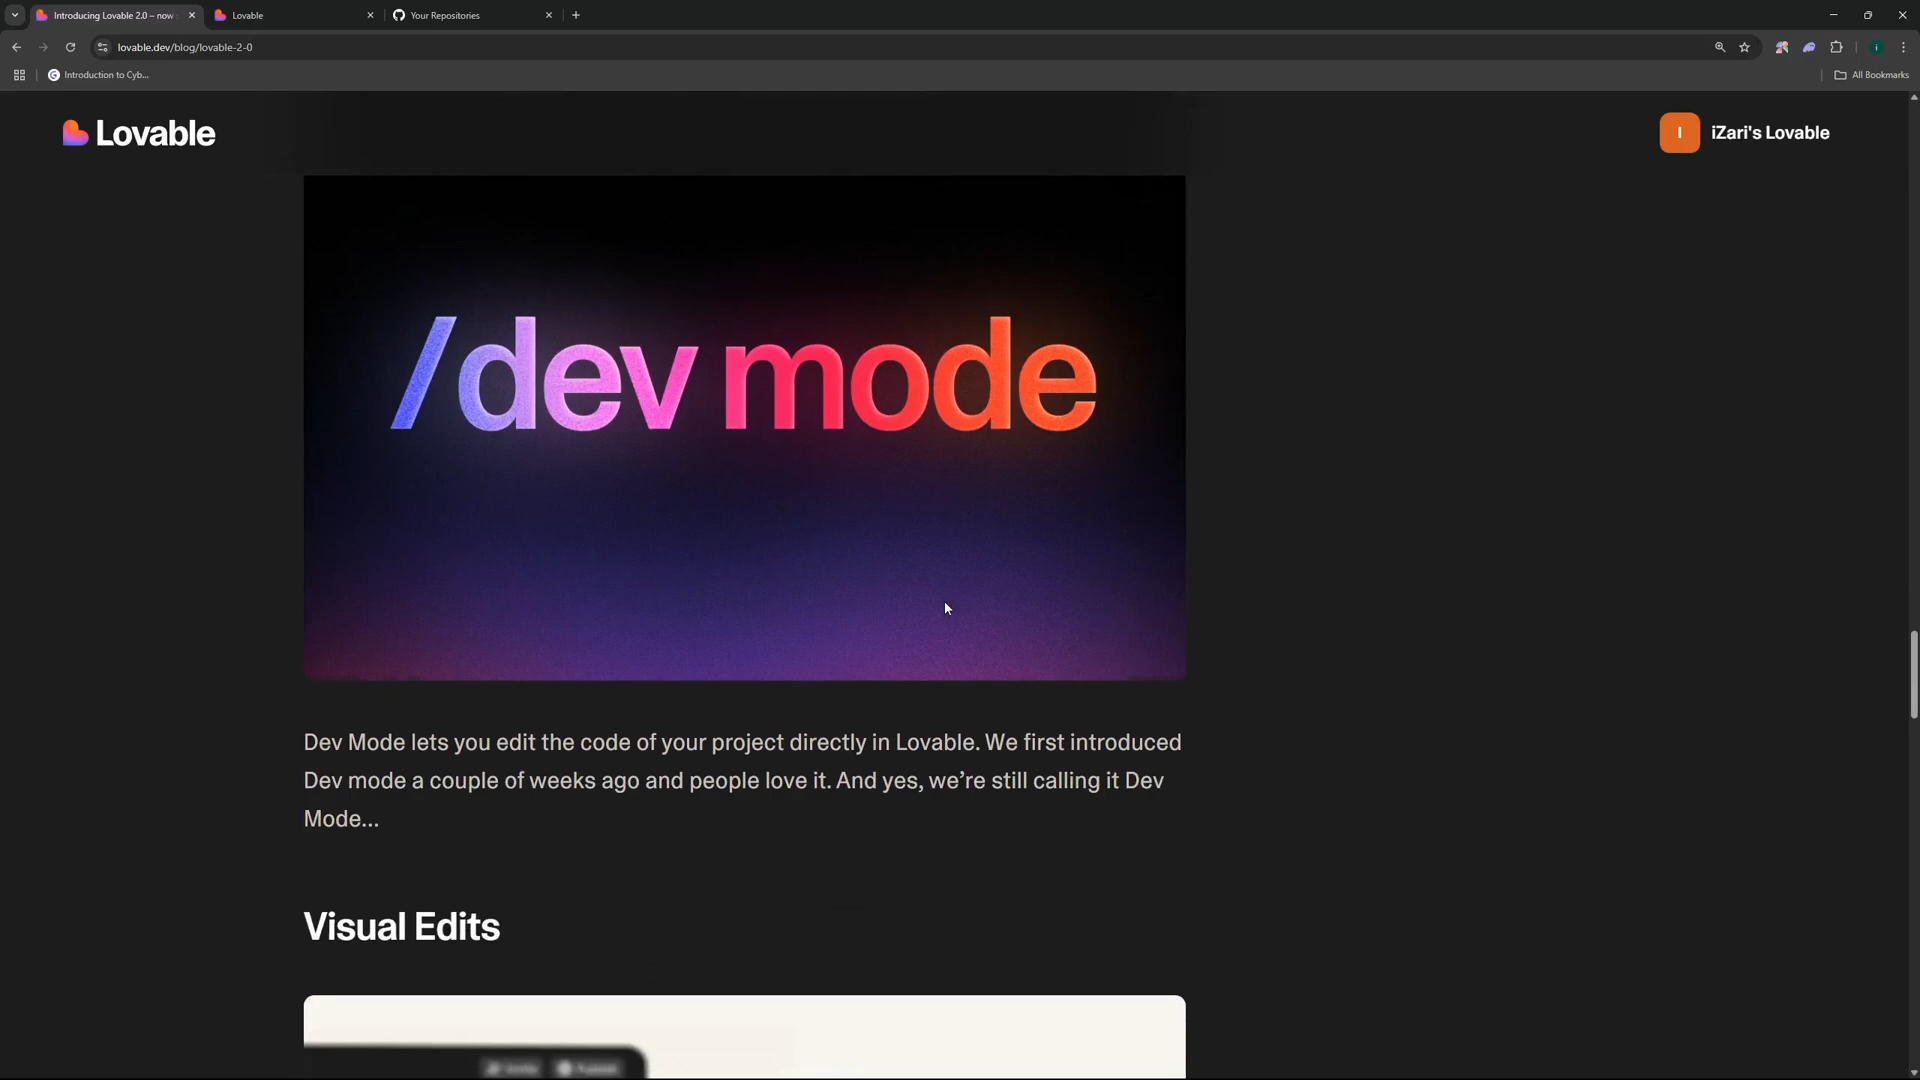 Introducing Lovable 2.0 – now
Lovable
Your Repositories
lovable.dev/blog/lovable-2-0
i
Introduction to Cyb...
All Bookmarks
Lovable
I
iZari's Lovable
/dev mode
Dev Mode lets you edit the code of your project directly in Lovable. We first introduced
Dev mode a couple of weeks ago and people love it. And yes, we’re still calling it Dev
Mode...
Visual Edits